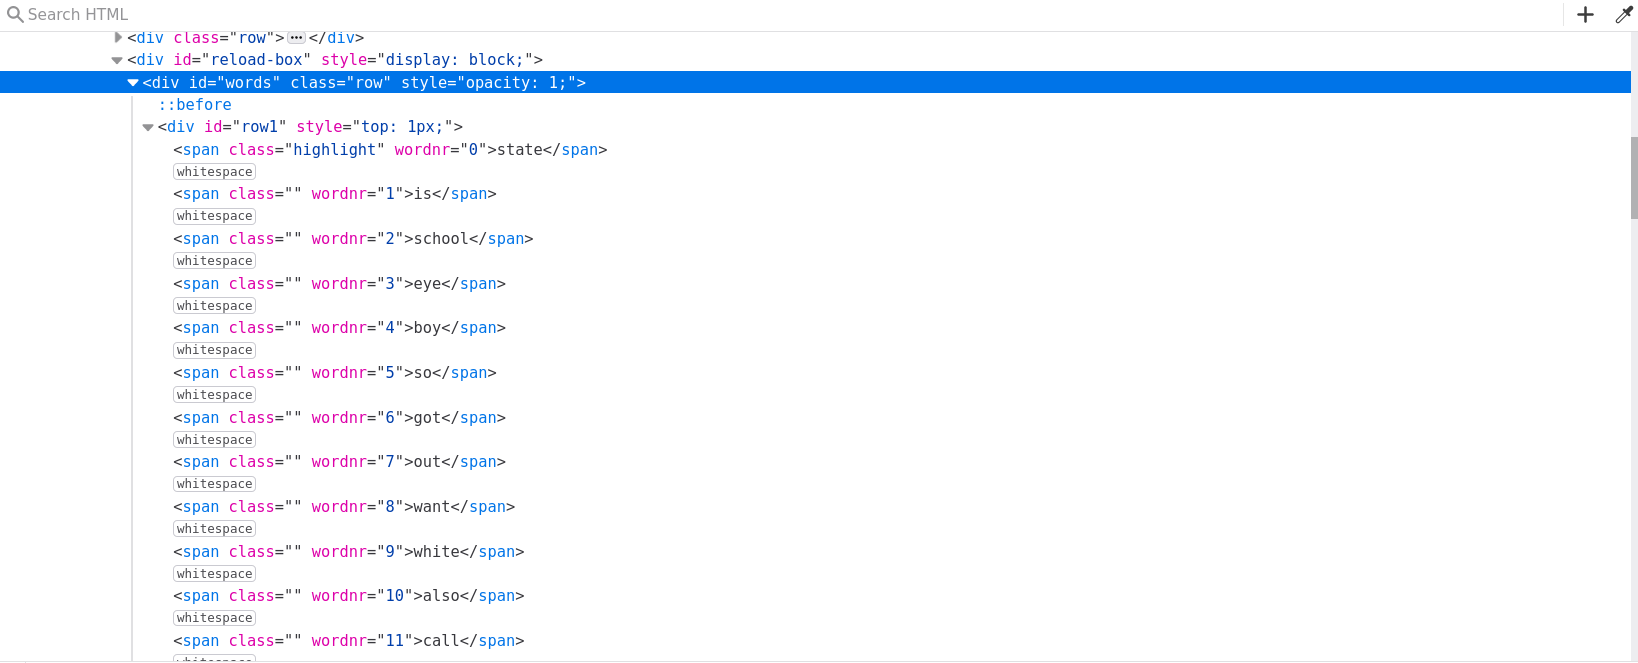 Search HTML
<div class="row">•••</div>
<div id="reload-box" style="display: block;">
<div id="words" class="row" style="opacity: 1;">
::before
<div id="row1" style="top: 1px;">
<span class="highlight" wordnr="0">state</span>
whitespace
<span class="" wordnr="1">is</span>
whitespace
<span class="" wordnr="2">school</span>
whitespace
<span class="" wordnr="3">eye</span>
whitespace
<span class="" wordnr="4">boy</span>
whitespace
<span class="" wordnr="5">so</span>
whitespace
<span class="" wordnr="6">got</span>
whitespace
<span class="" wordnr="7">out</span>
whitespace
<span class="" wordnr="8">want</span>
whitespace
<span class="" wordnr="9">white</span>
whitespace
<span class="" wordnr="10">also</span>
whitespace
<span class="" wordnr="11">call</span>
whitespace